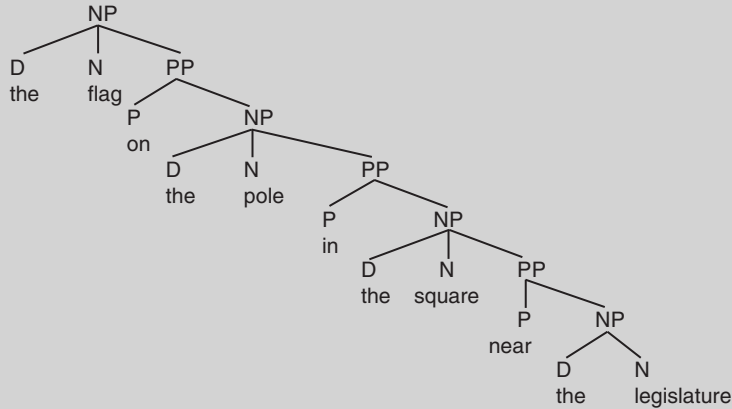 NP
D N PP
the flag
P NP
on
D N PP
the pole
P NP
in
D N PP
the square
P NP
near
D N
the legislature